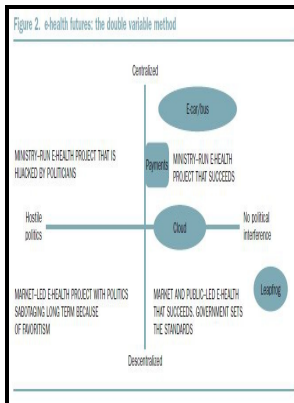 Figure 2. e-health futures: the double variable method
Centralized
E-car/bus
MINISTRY–RUN E-HEALTH PROJECT THAT IS
HIJACKED BY POLITICIANS
Payments
MINISTRY–RUN E-HEALTH
PROJECT THAT SUCCEEDS
Hostile
politics
Cloud
No political
interference
MARKET–LED E-HEALTH PROJECT WITH POLITICS
SABOTAGING LONG TERM BECAUSE
OF FAVORITISM
MARKET AND PUBLIC-LED E-HEALTH
THAT SUCCEEDS. GOVERNMENT SETS
THE STANDARDS
Leapfrog
Descentralized